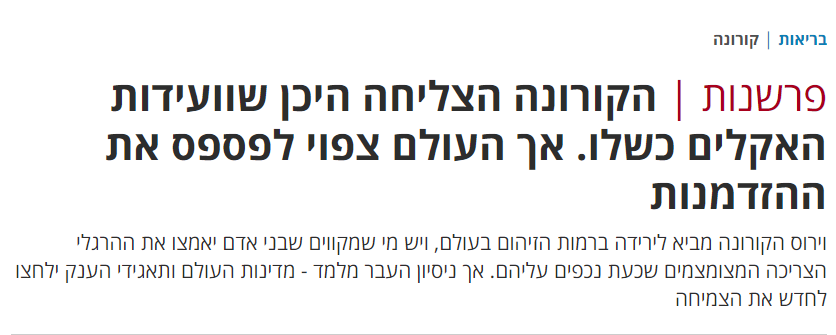 בריאות | קורונה
פרשנות | הקורונה הצליחה היכן שוועידות
האקלים כשלו. אך העולם צפוי לפספס את
ההזדמנות
וירוס הקורונה מביא לירידה ברמות הזיהום בעולם, ויש מי שמקווים שבני אדם יאמצו את ההרגלי
הצריכה המצומצמים שכעת נכפים עליהם. אך ניסיון העבר מלמד - מדינות העולם ותאגידי הענק ילחצו
לחדש את הצמיחה